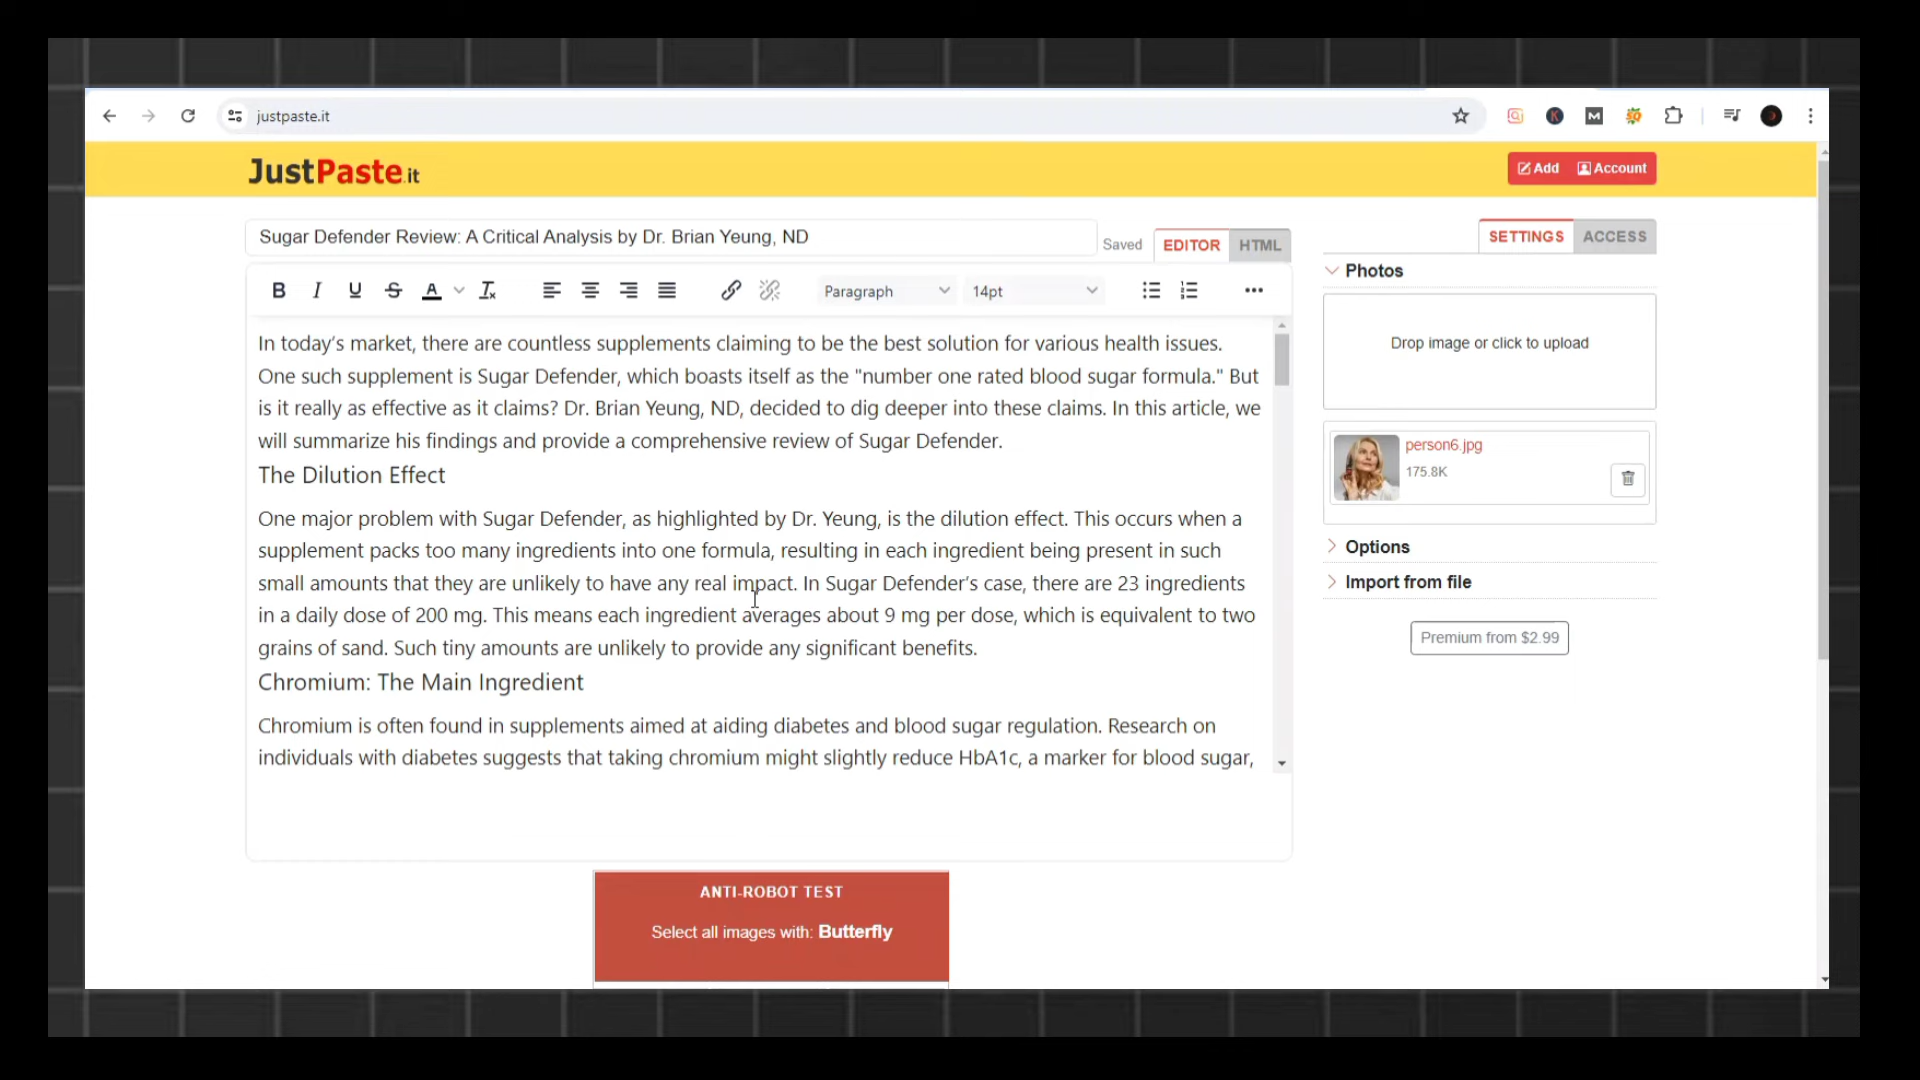 justpaste.it
JustPaste.it
Add Account
Sugar Defender Review: A Critical Analysis by Dr. Brian Yeung, ND
Saved
EDITOR HTML
SETTINGS ACCESS
Paragraph 14pt
In today's market, there are countless supplements claiming to be the best solution for various health issues.
One such supplement is Sugar Defender, which boasts itself as the "number one rated blood sugar formula." But
is it really as effective as it claims? Dr. Brian Yeung, ND, decided to dig deeper into these claims. In this article, we
will summarize his findings and provide a comprehensive review of Sugar Defender.
The Dilution Effect
One major problem with Sugar Defender, as highlighted by Dr. Yeung, is the dilution effect. This occurs when a
supplement packs too many ingredients into one formula, resulting in each ingredient being present in such
small amounts that they are unlikely to have any real impact. In Sugar Defender's case, there are 23 ingredients
in a daily dose of 200 mg. This means each ingredient averages about 9 mg per dose, which is equivalent to two
grains of sand. Such tiny amounts are unlikely to provide any significant benefits.
Chromium: The Main Ingredient
Chromium is often found in supplements aimed at aiding diabetes and blood sugar regulation. Research on
individuals with diabetes suggests that taking chromium might slightly reduce HbA1c, a marker for blood sugar,
Photos
Drop image or click to upload
person6.jpg
175.8K
Options
Import from file
Premium from $2.99
ANTI-ROBOT TEST
Select all images with: Butterfly